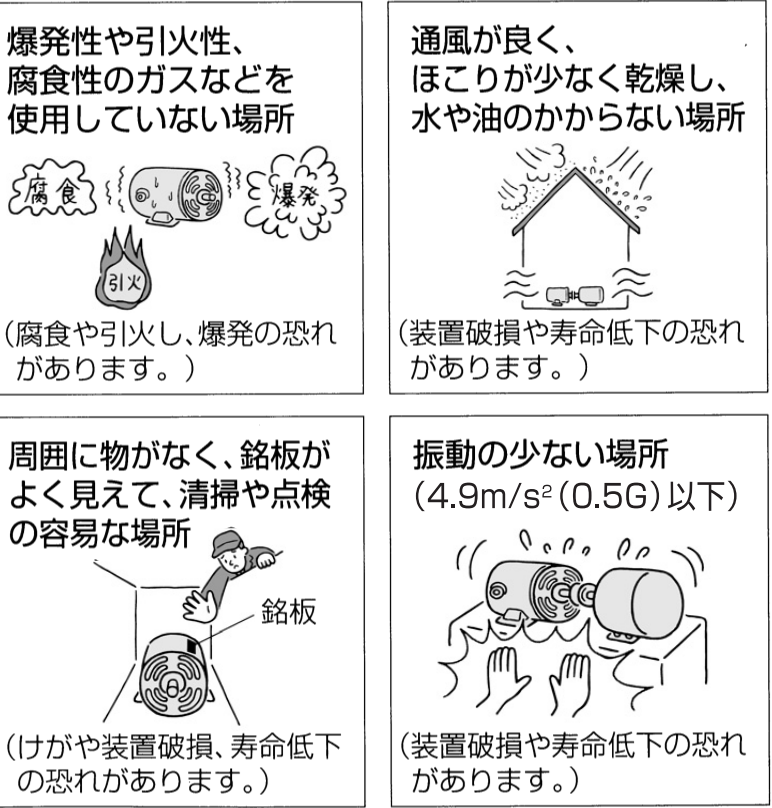 爆発性や引火性、
腐食性のガスなどを
使用していない場所
腐食
爆発
引火
(腐食や引火し、爆発の恐れ
があります。)
通風が良く、
ほこりが少なく乾燥し、
水や油のかからない場所
(装置破損や寿命低下の恐れ
があります。)
周囲に物がなく、銘板が
よく見えて、清掃や点検
の容易な場所
銘板
(けがや装置破損、寿命低下
の恐れがあります。)
振動の少ない場所
(4.9m/s²(0.5G)以下)
(装置破損や寿命低下の恐れ
があります。)